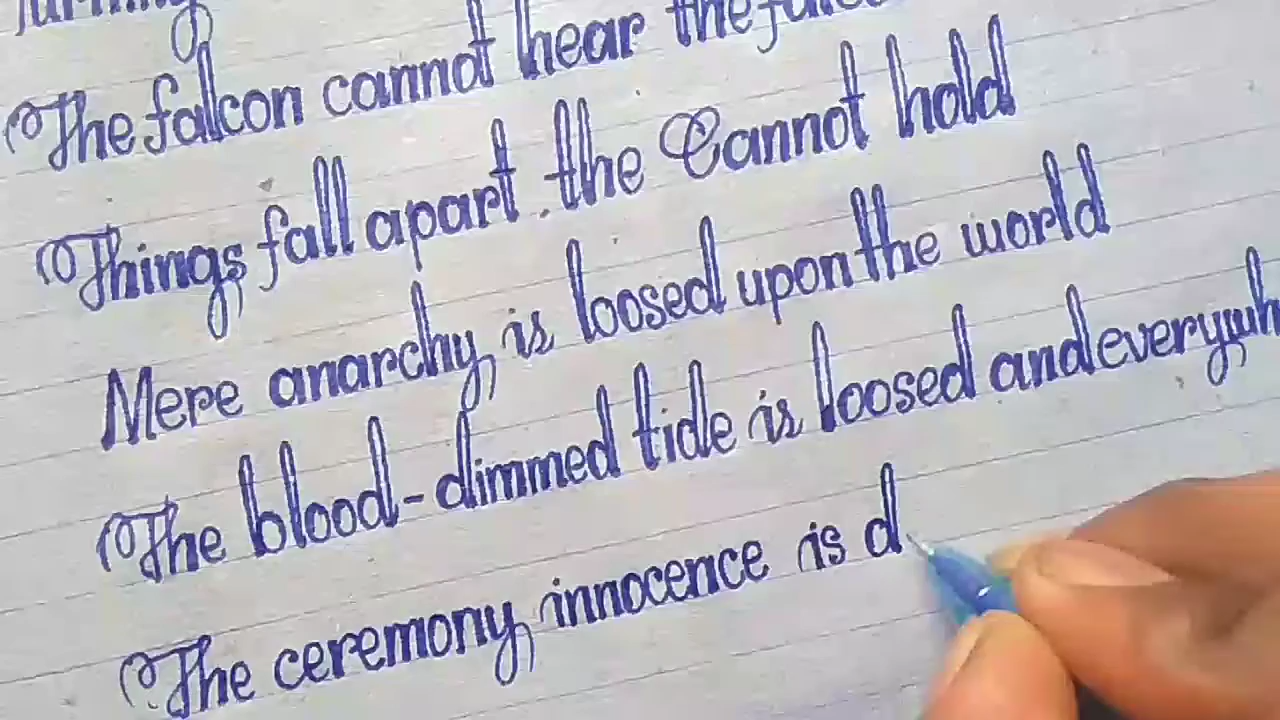 The falcon cannot hear the
Things fall apart. the Cannot hold
Mere anarchy is loosed upon the world
The blood-dimmed tide is loosed and
The ceremony innocence is d